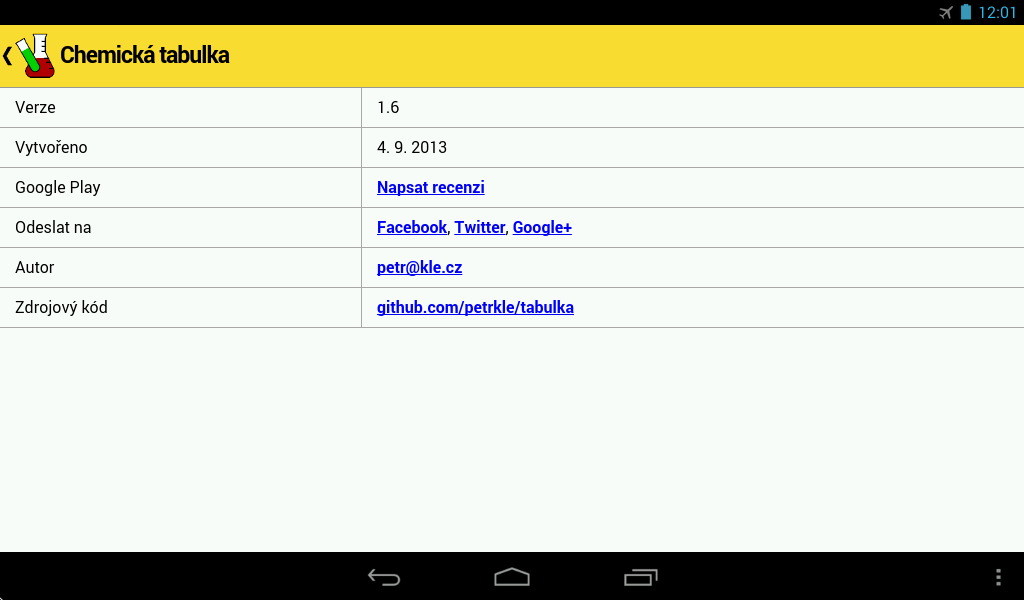 12:01
Chemická tabulka
Verze 1.6
Vytvořeno 4. 9. 2013
Google Play Napsat recenzi
Odeslat na Facebook, Twitter, Google+
Autor petr@kle.cz
Zdrojový kód github.com/petrkle/tabulka